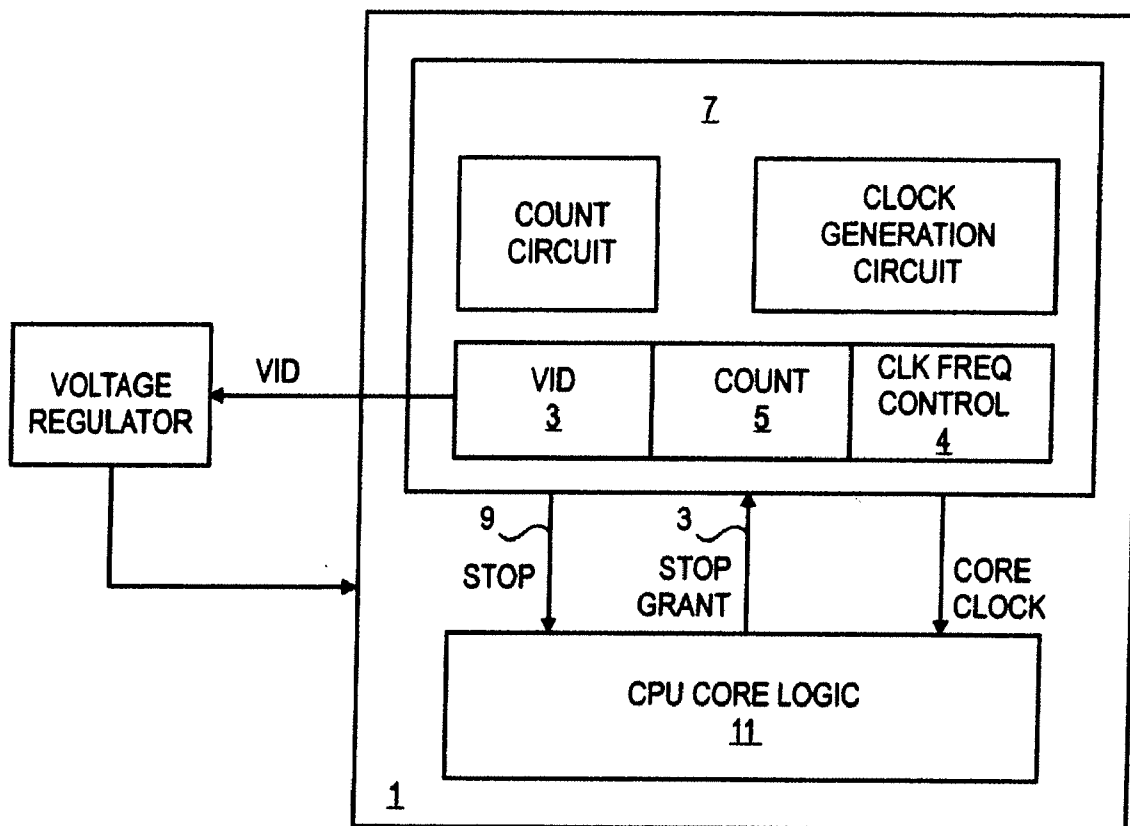 7
COUNT
CIRCUIT
CLOCK
GENERATION
CIRCUIT
VOLTAGE
REGULATOR
VID
VID
3
COUNT
5
CLK FREQ
CONTROL
4
9
STOP
3
STOP
GRANT
CORE
CLOCK
CPU CORE LOGIC
11
1